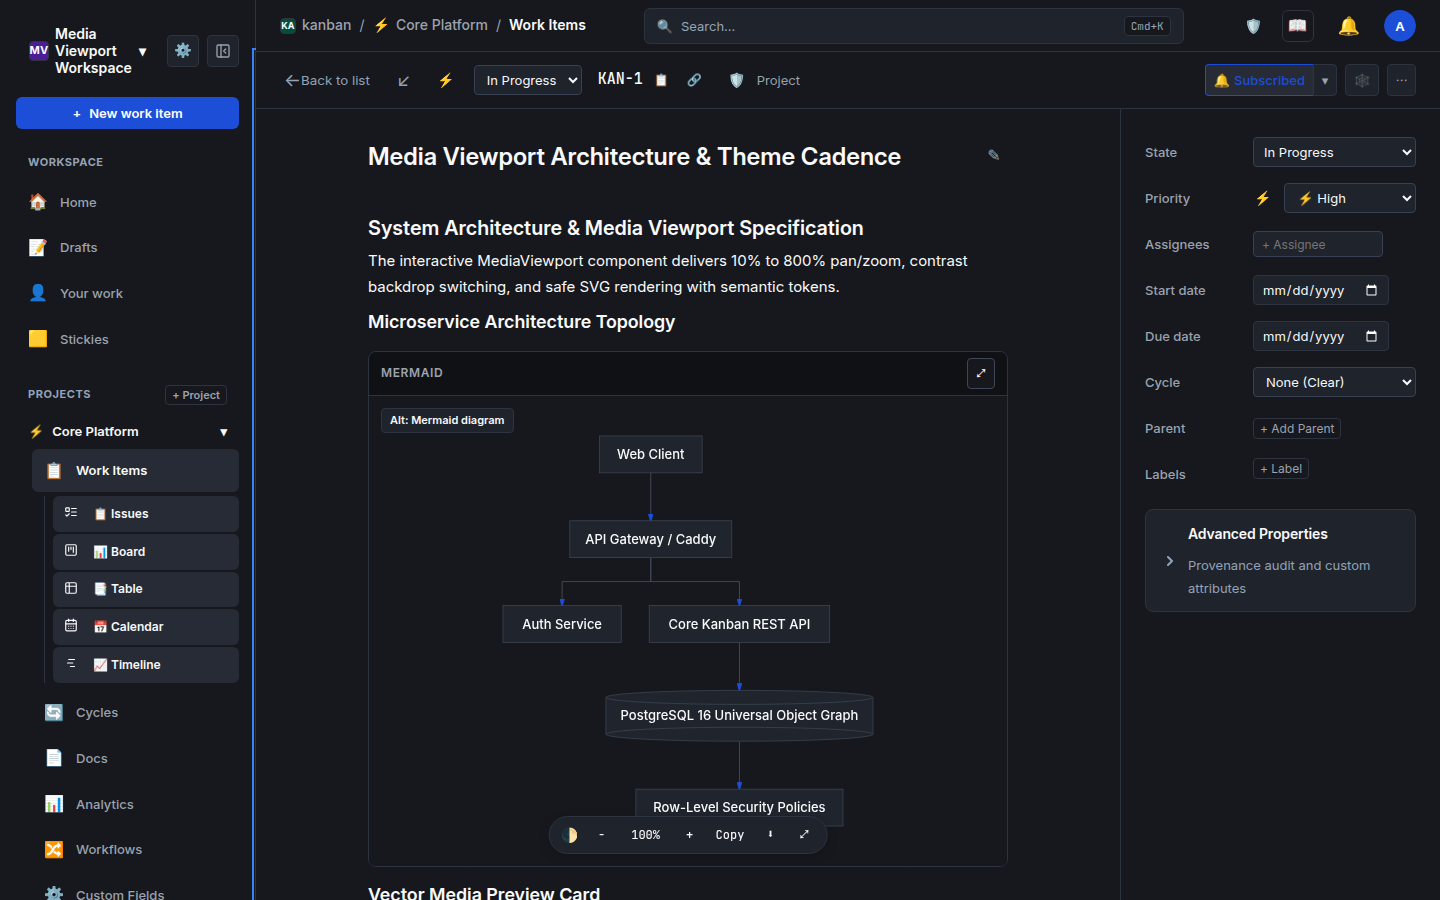 MV
Media
Viewport
Workspace
+ New work item
WORKSPACE
Home
Drafts
Your work
Stickies
PROJECTS
+ Project
Core Platform
Work Items
Issues
Board
Table
Calendar
Timeline
Cycles
Docs
Analytics
Workflows
Custom Fields
KA kanban / Core Platform / Work Items
Search...
Cmd+K
A
Back to list
In Progress
KAN-1
Project
Subscribed
...
Media Viewport Architecture & Theme Cadence
System Architecture & Media Viewport Specification
The interactive MediaViewport component delivers 10% to 800% pan/zoom, contrast
backdrop switching, and safe SVG rendering with semantic tokens.
Microservice Architecture Topology
MERMAID
Alt: Mermaid diagram
Web Client
API Gateway / Caddy
Auth Service
Core Kanban REST API
PostgreSQL 16 Universal Object Graph
Row-Level Security Policies
- 100% + Copy
Vector Media Preview Card
State
In Progress
Priority
High
Assignees
+ Assignee
Start date
mm/dd/yyyy
Due date
mm/dd/yyyy
Cycle
None (Clear)
Parent
+ Add Parent
Labels
+ Label
Advanced Properties
Provenance audit and custom
attributes